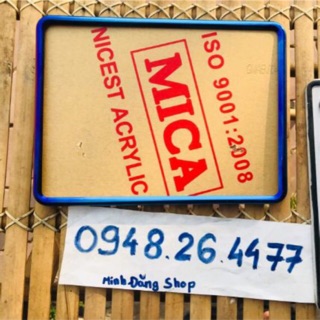 ISO 9001:2008
MICA
NICEST ACRYLIC
0948.26.4477
Minh Đăng Shop